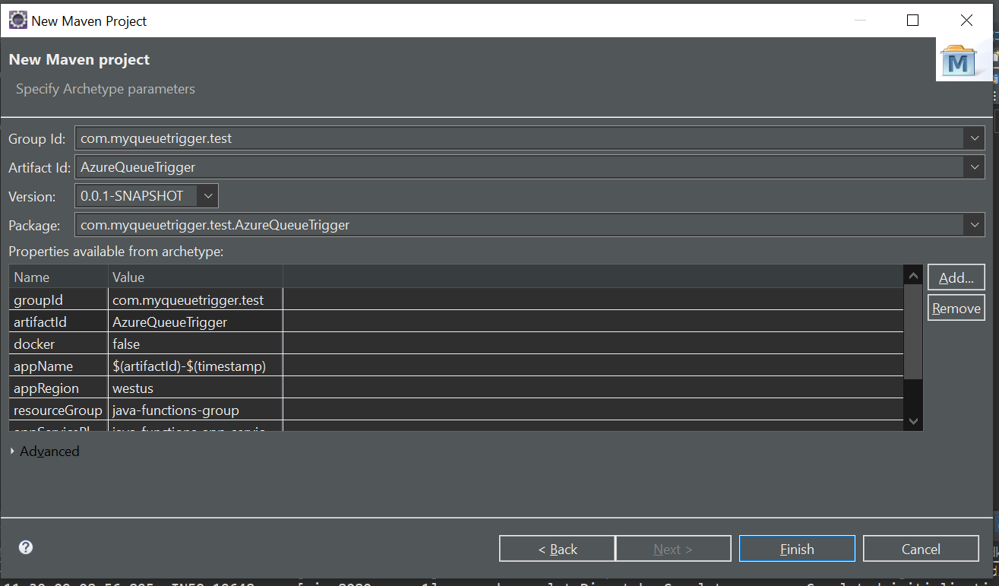 New Maven Project
New Maven project
Specify Archetype parameters
M
Group Id: com.myqueuetrigger.test
Artifact Id: AzureQueueTrigger
Version: 0.0.1-SNAPSHOT
Package: com.myqueuetrigger.test.AzureQueueTrigger
Properties available from archetype:
Name Value
Add...
groupId com.myqueuetrigger.test
Remove
artifactId AzureQueueTrigger
docker false
appName $(artifactId)-$(timestamp)
appRegion westus
resourceGroup java-functions-group
Advanced
? < Back Next > Finish Cancel